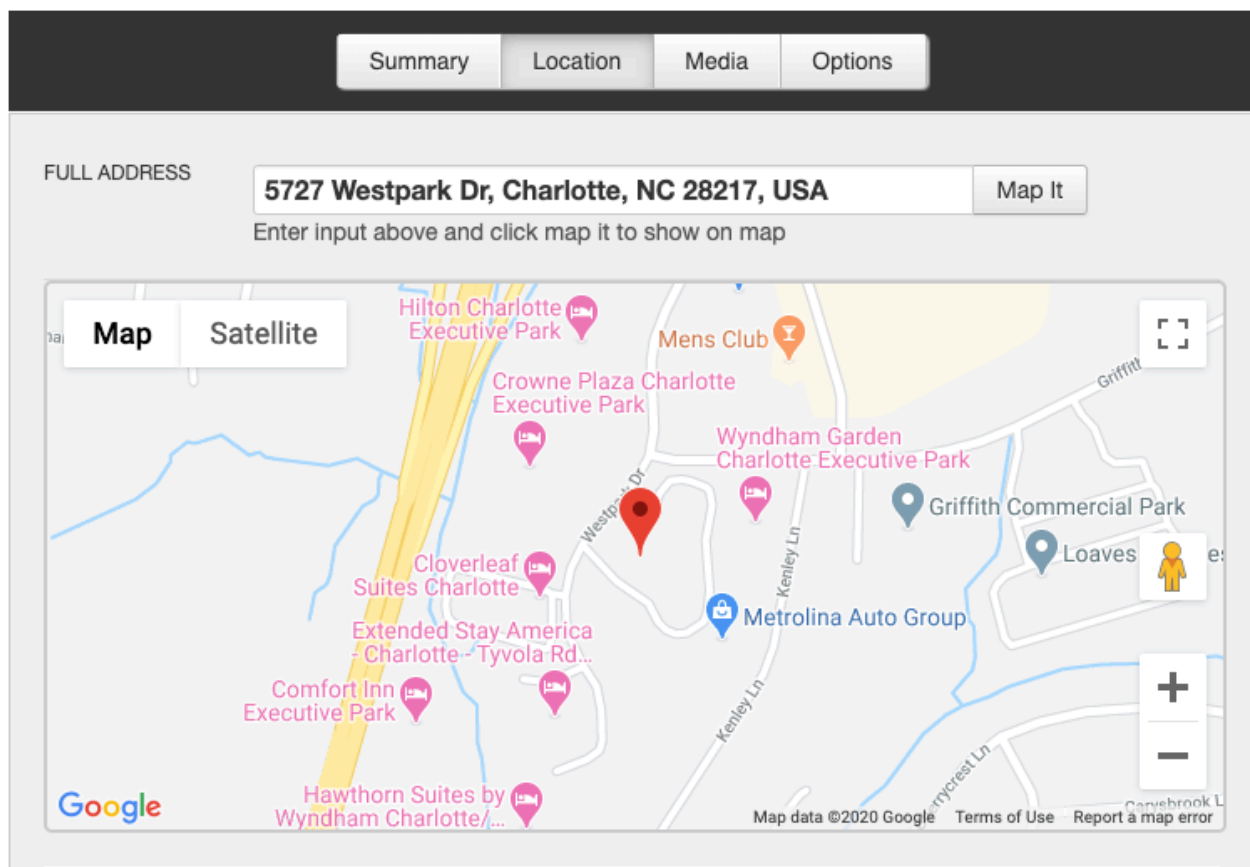 Summary Location Media Options
FULL ADDRESS
5727 Westpark Dr, Charlotte, NC 28217, USA Map It
Enter input above and click map it to show on map
Map Satellite
Hilton Charlotte
Executive Park
Mens Club
Griffith
Crowne Plaza Charlotte
Executive Park
Wyndham Garden
Charlotte Executive Park
Westpark Dr
Griffith Commercial Park
Kenley Ln
Loaves
Cloverleaf
Suites Charlotte
Metrolina Auto Group
Extended Stay America
- Charlotte - Tyvola Rd...
Comfort Inn
Executive Park
Kenley Ln
Hawthorn Suites by
Wyndham Charlotte/...
Google
Carysbrook L
Map data ©2020 Google Terms of Use Report a map error